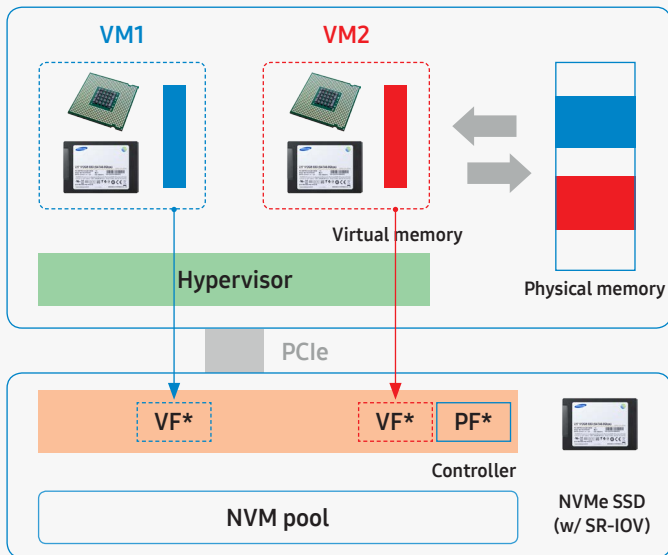 VM1
VM2
Virtual memory
Hypervisor
Physical memory
PCIe
VF*
VF*
PF*
Controller
NVM pool
NVMe SSD
(w/ SR-IOV)